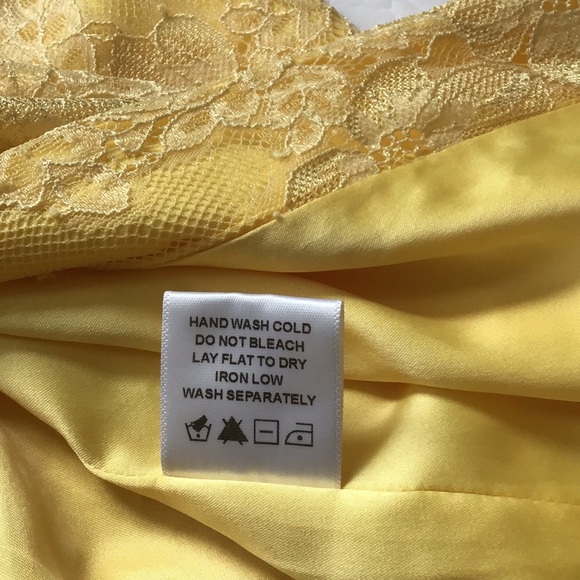 HAND WASH COLD
DO NOT BLEACH
LAY FLAT TO DRY
IRON LOW
WASH SEPARATELY